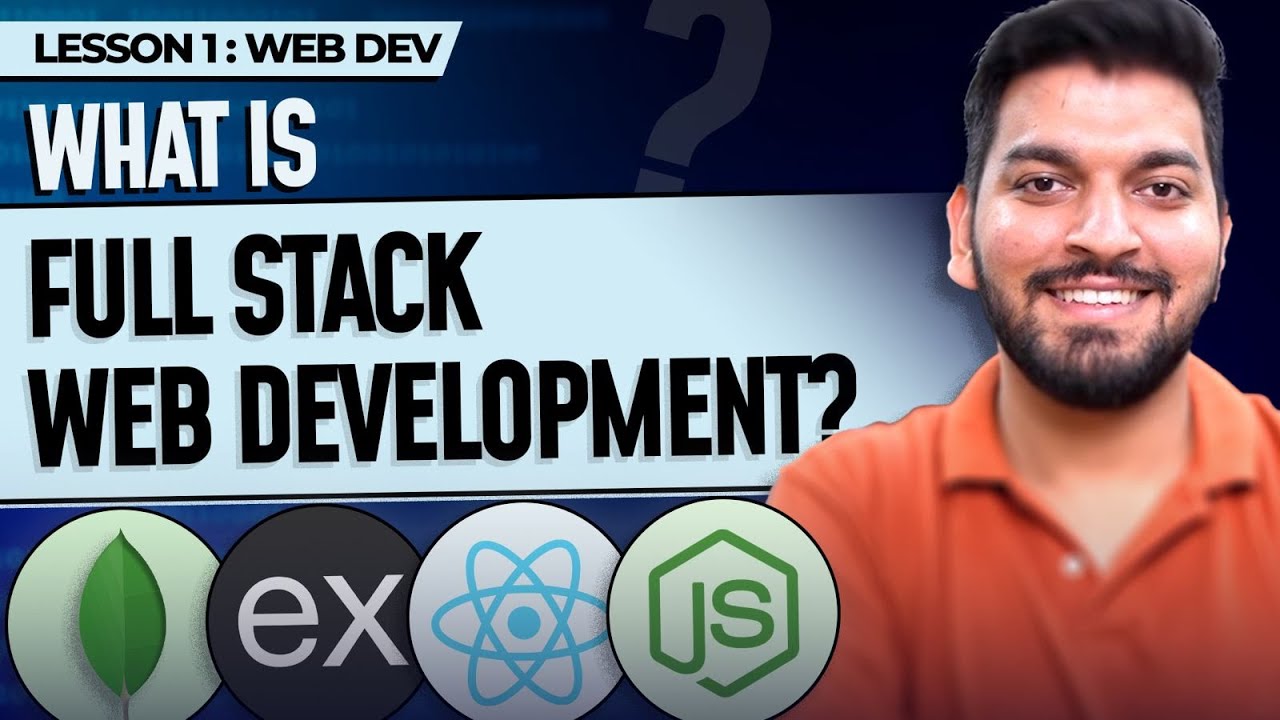 LESSON 1 : WEB DEV
WHAT IS
FULL STACK
WEB DEVELOPMENT?
?
ex
JS